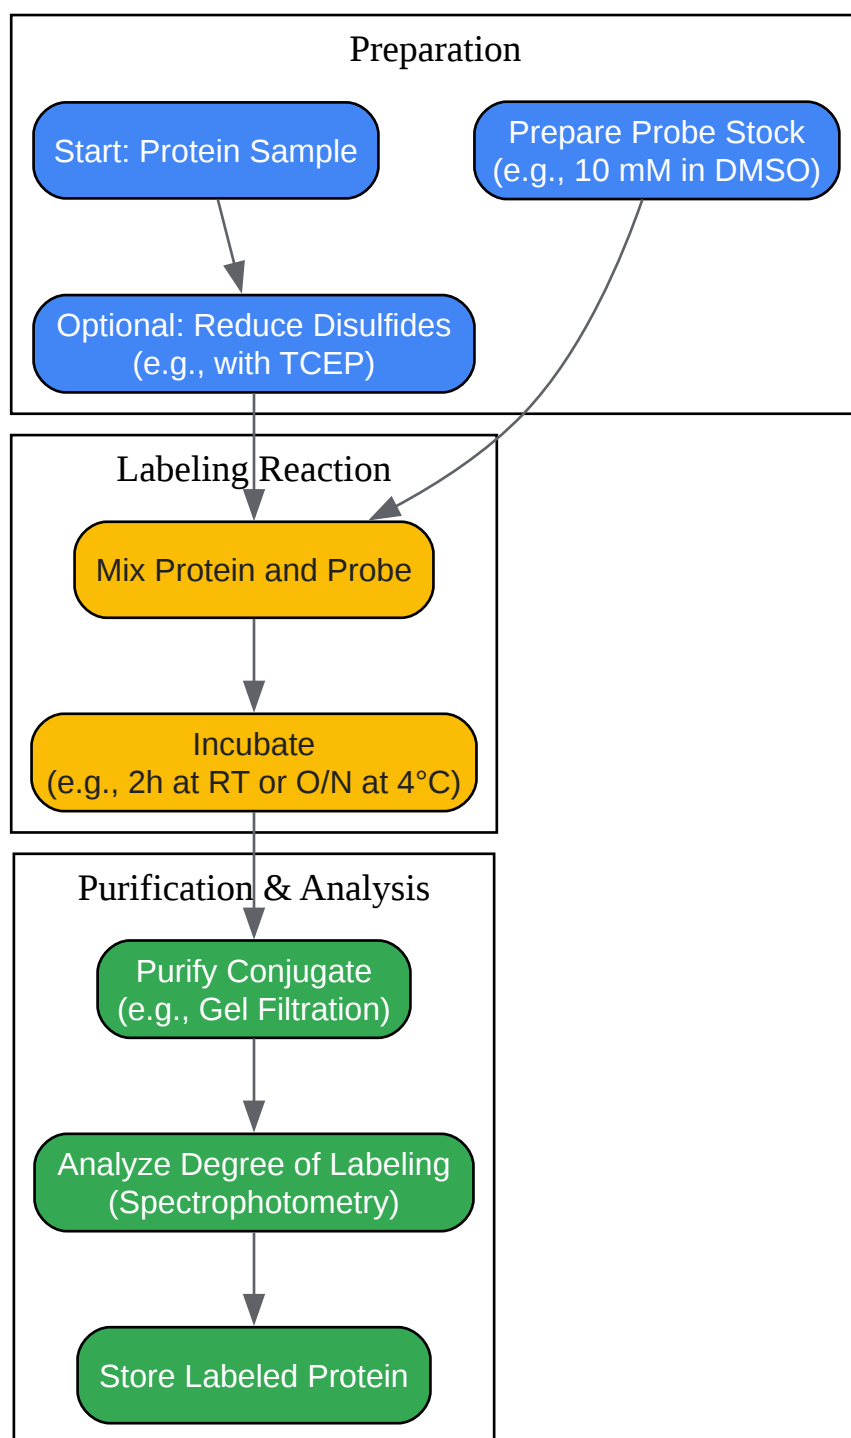 Preparation
Start: Protein Sample
Prepare Probe Stock
(e.g., 10 mM in DMSO)
Optional: Reduce Disulfides
(e.g., with TCEP)
Labeling Reaction
Mix Protein and Probe
Incubate
(e.g., 2h at RT or O/N at 4°C)
Purification & Analysis
Purify Conjugate
(e.g., Gel Filtration)
Analyze Degree of Labeling
(Spectrophotometry)
Store Labeled Protein